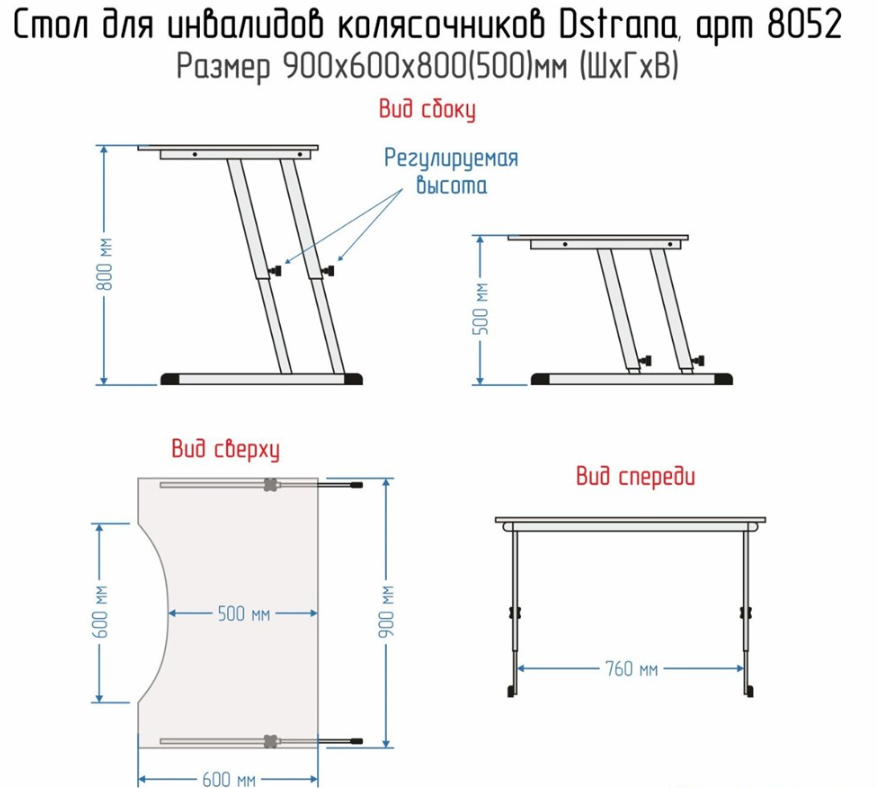 Стол для инвалидов колясочников Dstrana, арт 8052
Размер 900х600х800(500)мм (ШхГхВ)
Вид сбоку
Регулируемая
высота
800 мм
500 мм
Вид сверху
Вид спереди
600 мм
500 мм
900 мм
760 мм
600 мм